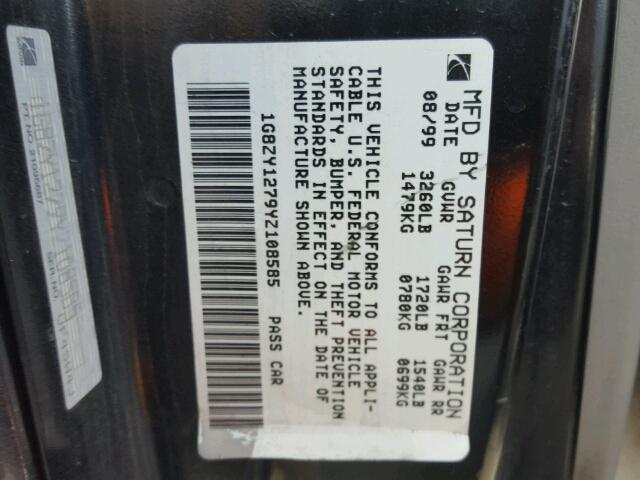 MFD BY SATURN CORPORATION
DATE GVWR GAWR FRT GAWR RR
08/99 3260LB 1720LB 1540LB
1479KG 0780KG 0699KG
THIS VEHICLE CONFORMS TO ALL APPLI-
CABLE U.S. FEDERAL MOTOR VEHICLE
SAFETY, BUMPER, AND THEFT PREVENTION
STANDARDS IN EFFECT ON THE DATE OF
MANUFACTURE SHOWN ABOVE.
1G8ZY1279YZ108585 PASS CAR